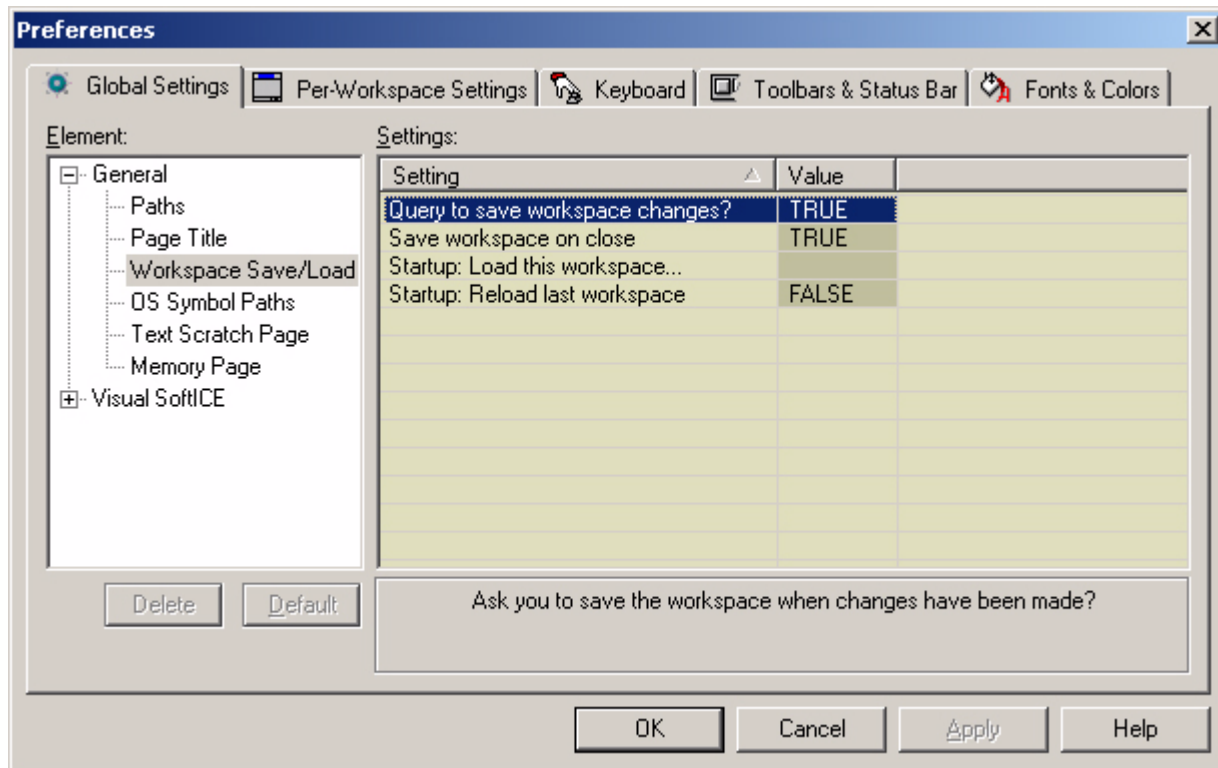 Preferences
Global Settings Per-Workspace Settings Keyboard Toolbars & Status Bar Fonts & Colors
Element:
General
Paths
Page Title
Workspace Save/Load
OS Symbol Paths
Text Scratch Page
Memory Page
Visual SoftICE
Delete Default
Settings:
Setting Value
Query to save workspace changes? TRUE
Save workspace on close TRUE
Startup: Load this workspace...
Startup: Reload last workspace FALSE
Ask you to save the workspace when changes have been made?
OK Cancel Apply Help